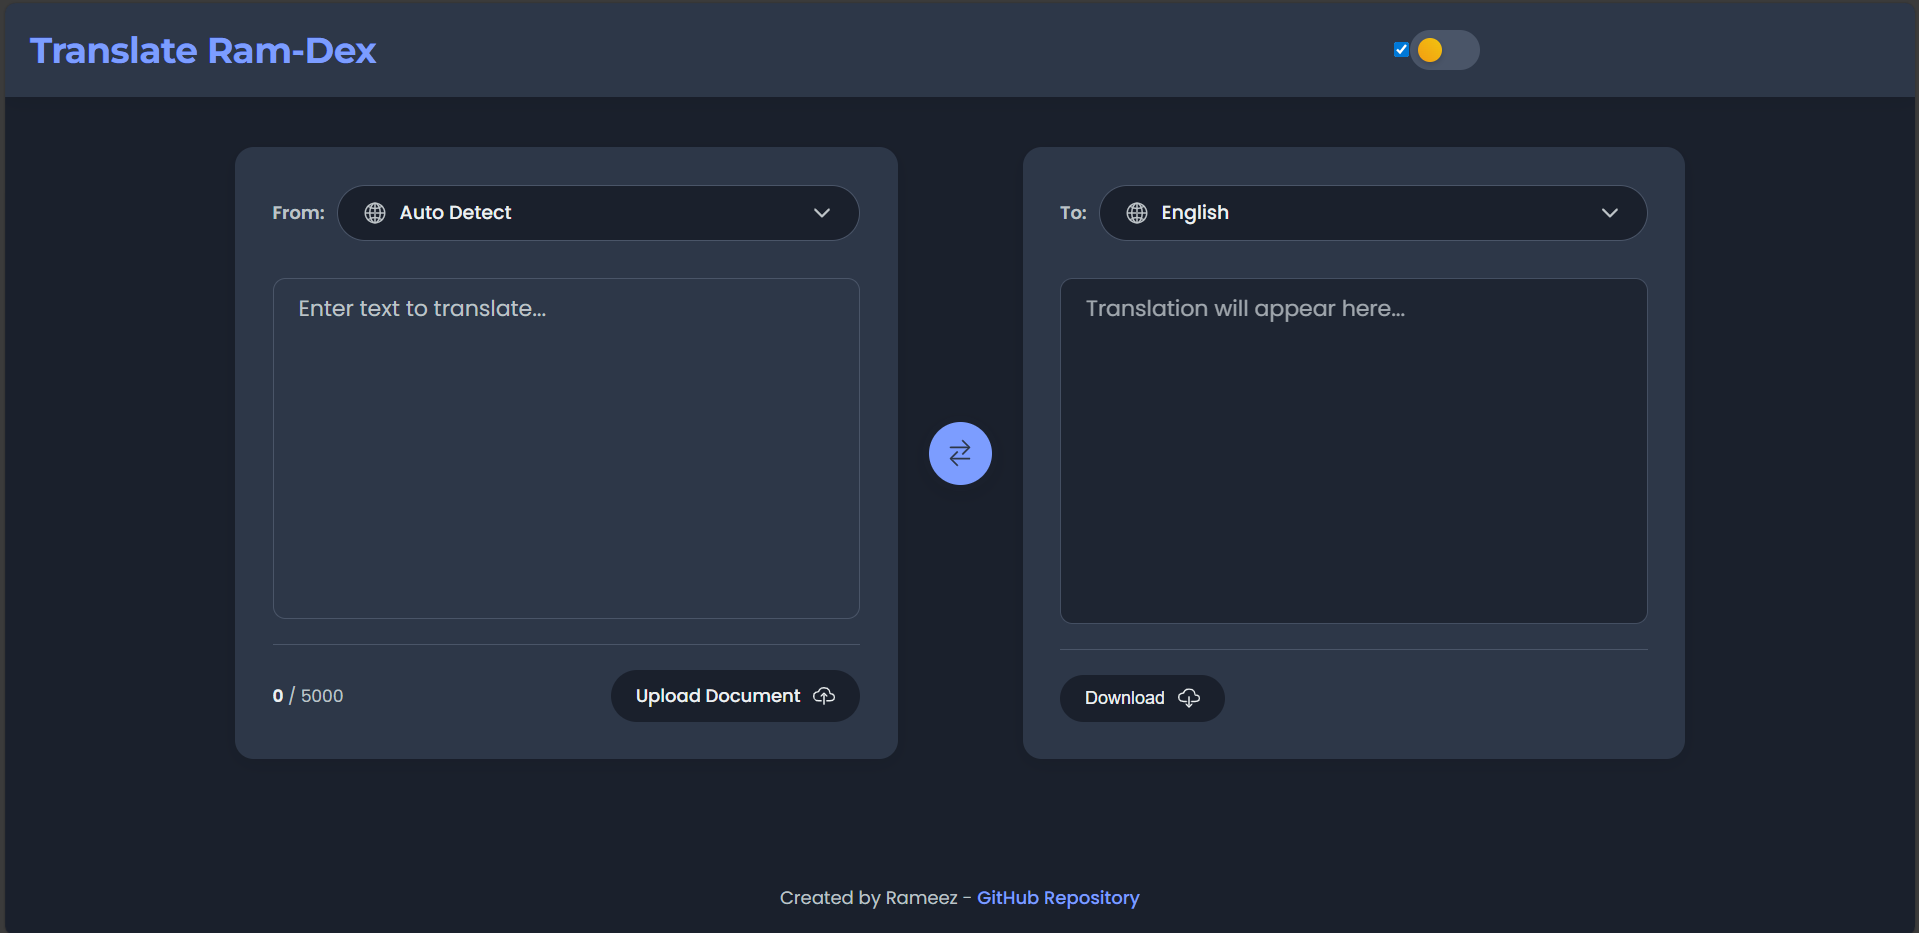 Translate Ram-Dex
From: Auto Detect
Enter text to translate...
0 / 5000
Upload Document
To: English
Translation will appear here...
Download
Created by Rameez - GitHub Repository